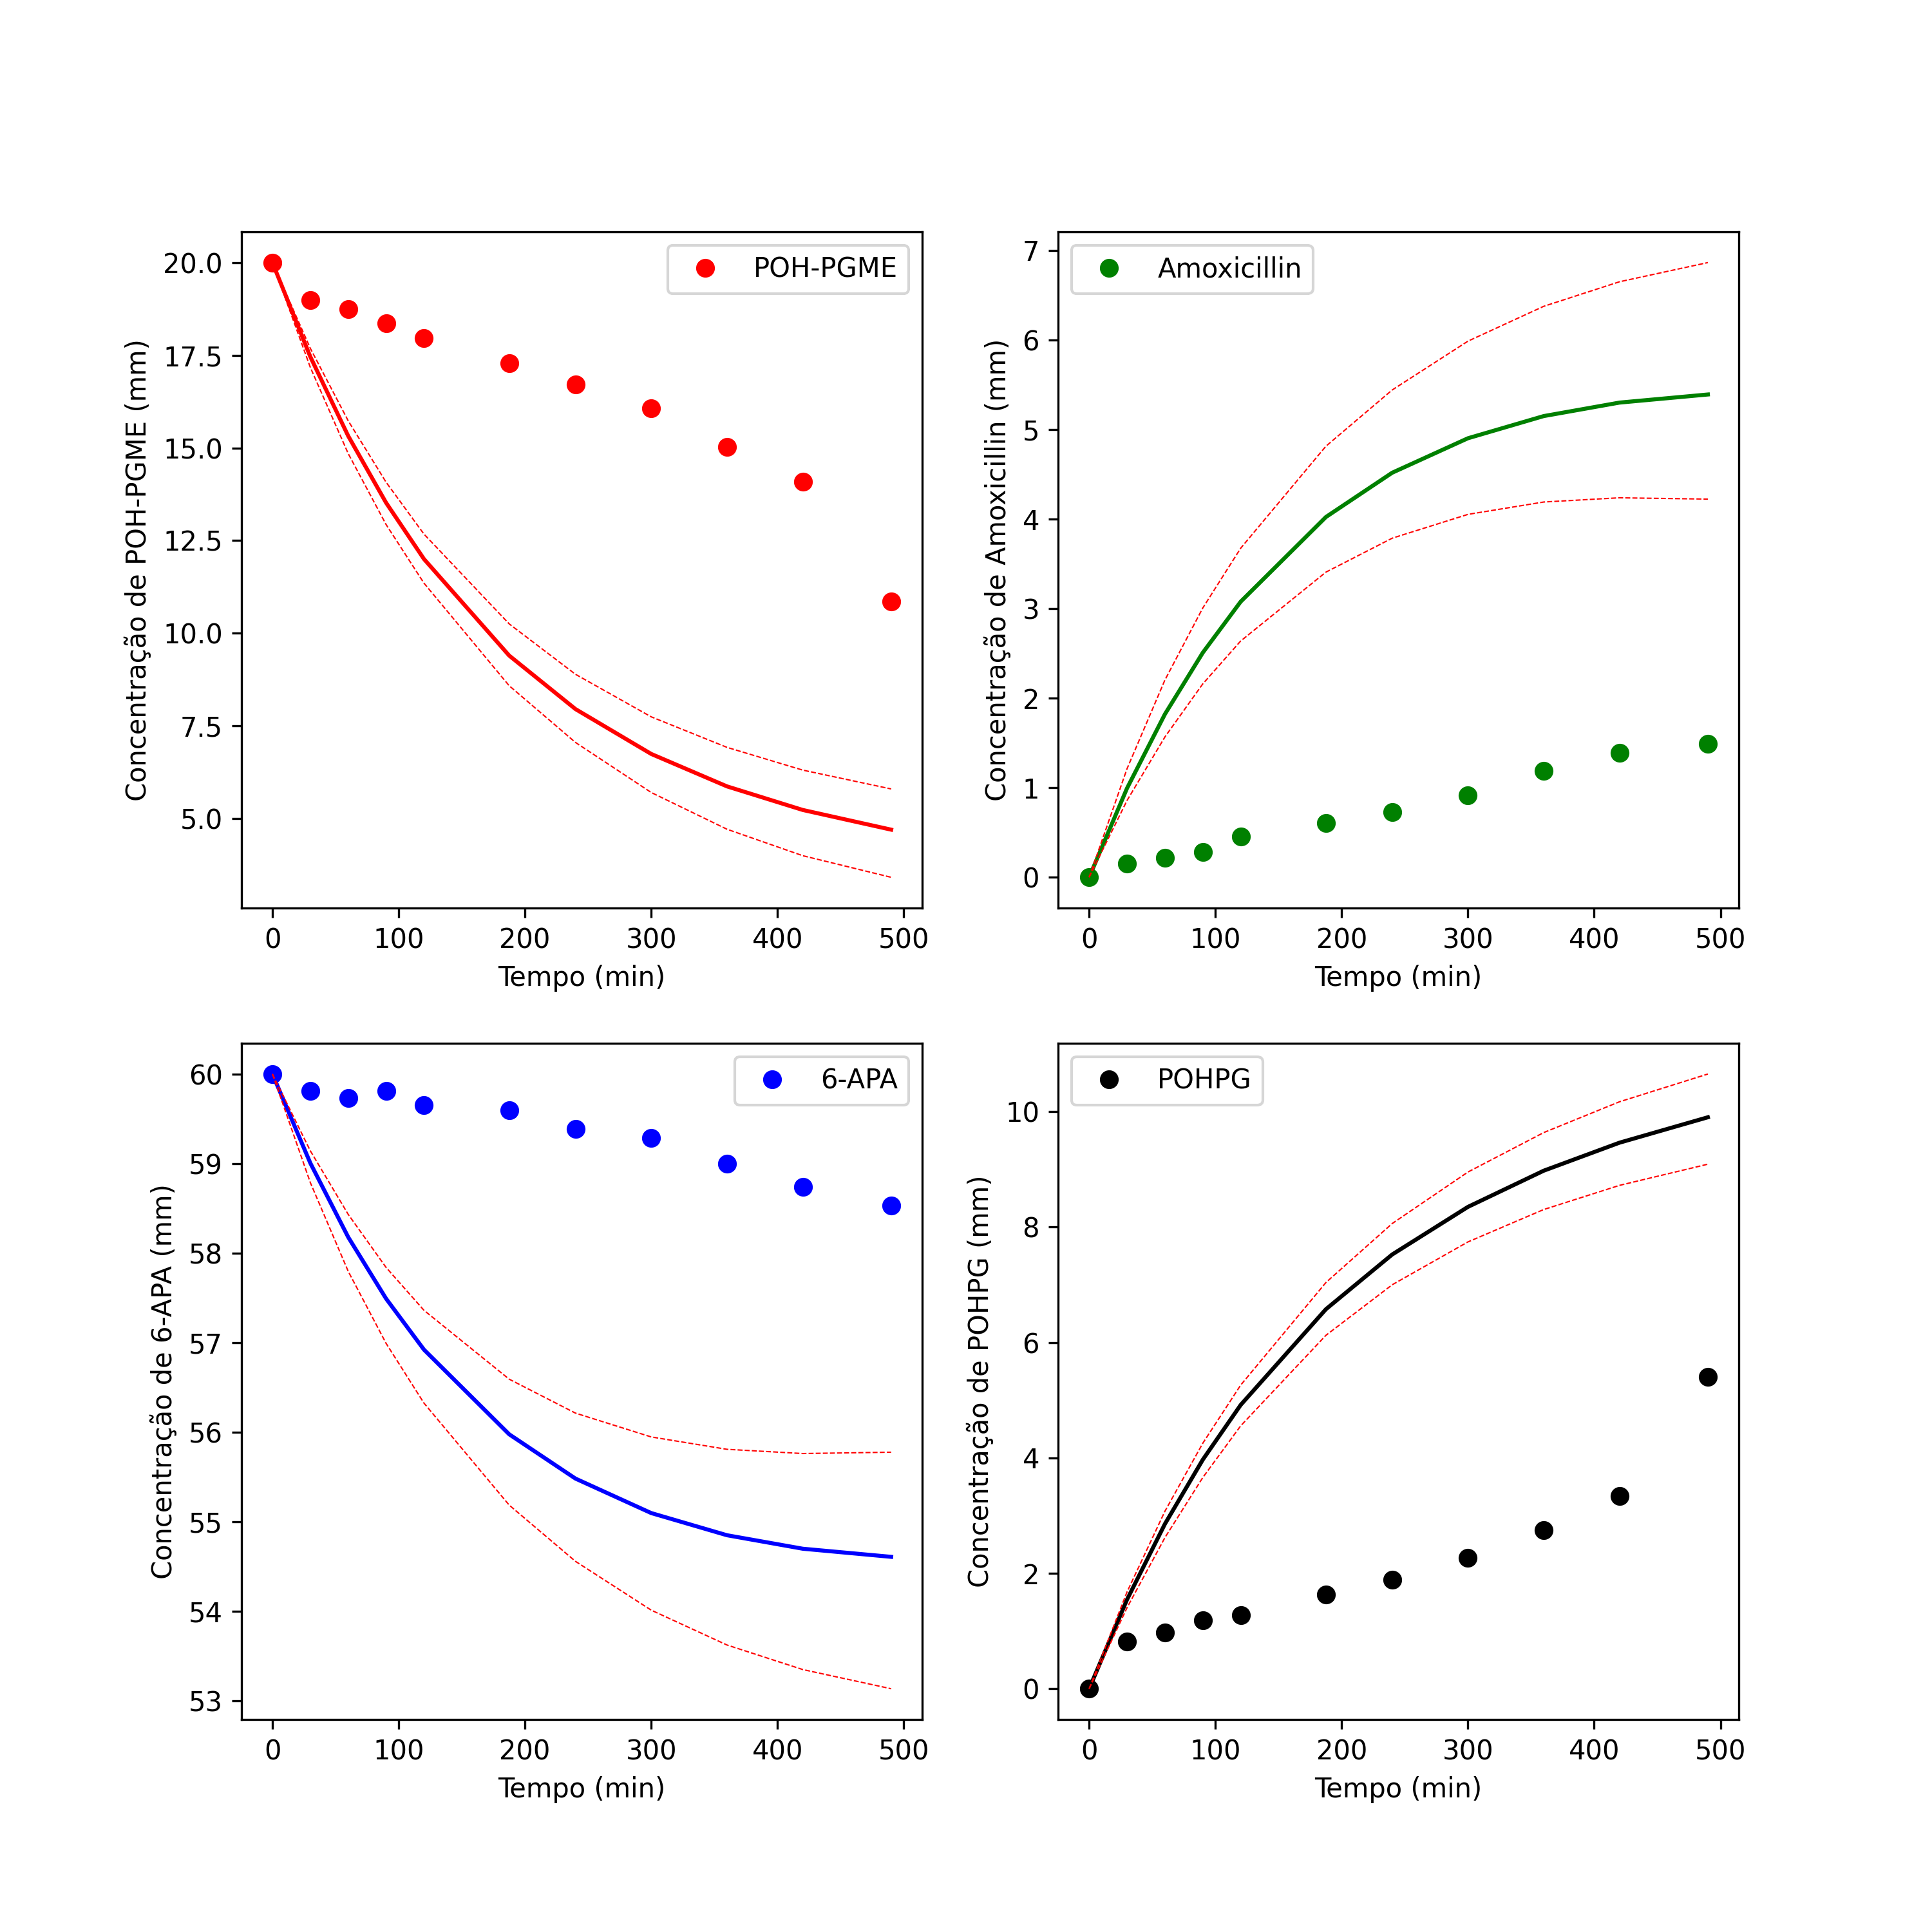 POH-PGME
20.0
17.5
15.0
12.5
10.0
7.5
5.0
Concentração de POH-PGME (mm)
0 100 200 300 400 500
Tempo (min)
Amoxicillin
7
6
5
4
3
2
1
0
Concentração de Amoxicillin (mm)
0 100 200 300 400 500
Tempo (min)
6-APA
60
59
58
57
56
55
54
53
Concentração de 6-APA (mm)
0 100 200 300 400 500
Tempo (min)
POHPG
10
8
6
4
2
0
Concentração de POHPG (mm)
0 100 200 300 400 500
Tempo (min)